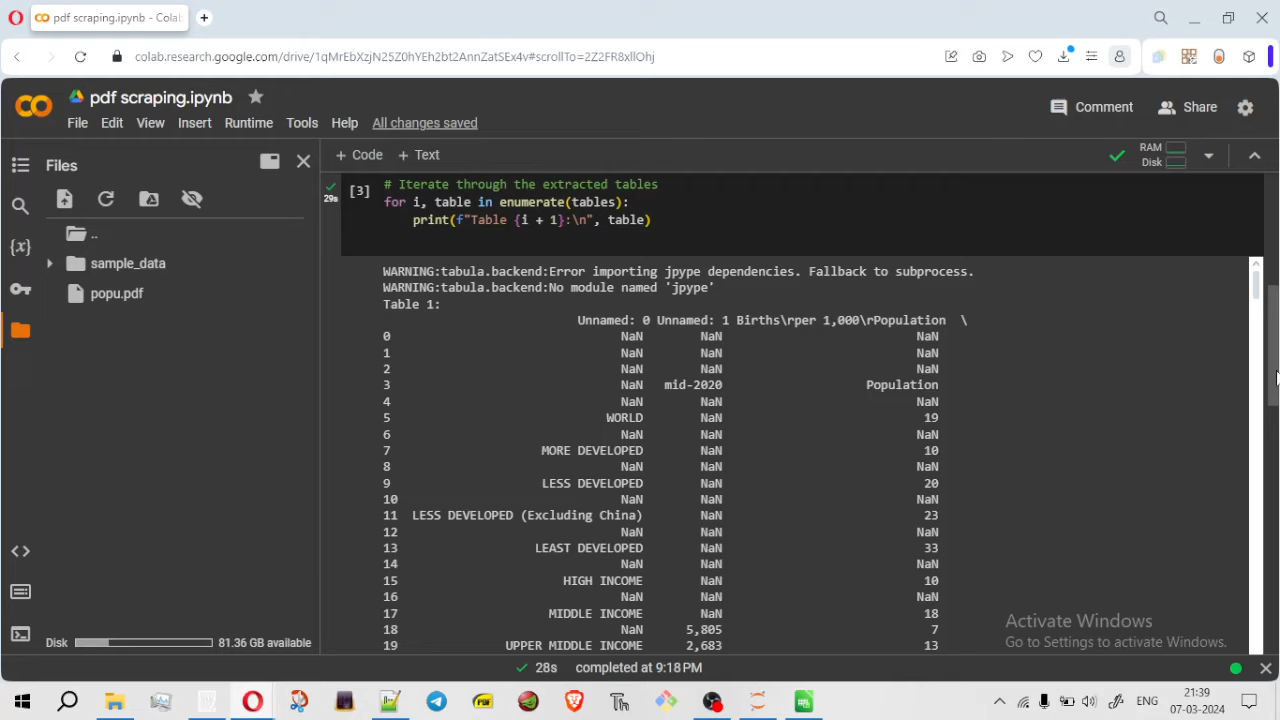 pdf scraping.ipynb - Colab
colab.research.google.com/drive/1qMrEbXzjN25Z0hYEh2bt2AnnZatSEx4v#scrollTo=2Z2FR8xllOhj
pdf scraping.ipynb
Comment
Share
File Edit View Insert Runtime Tools Help All changes saved
Files
+ Code + Text
RAM
Disk
..
sample_data
popu.pdf
29s
[3]
# Iterate through the extracted tables
for i, table in enumerate(tables):
print(f"Table {i + 1}:\n", table)
WARNING:tabula.backend:Error importing jpype dependencies. Fallback to subprocess.
WARNING:tabula.backend:No module named 'jpype'
Table 1:
Unnamed: 0 Unnamed: 1 Births\rper 1,000\rPopulation \
0 NaN NaN NaN
1 NaN NaN NaN
2 NaN NaN NaN
3 NaN mid-2020 Population
4 NaN NaN NaN
5 WORLD NaN 19
6 NaN NaN NaN
7 MORE DEVELOPED NaN 10
8 NaN NaN NaN
9 LESS DEVELOPED NaN 20
10 NaN NaN NaN
11 LESS DEVELOPED (Excluding China) NaN 23
12 NaN NaN NaN
13 LEAST DEVELOPED NaN 33
14 NaN NaN NaN
15 HIGH INCOME NaN 10
16 NaN NaN NaN
17 MIDDLE INCOME NaN 18
18 NaN 5,805 7
19 UPPER MIDDLE INCOME 2,683 13
Disk 81.36 GB available
Activate Windows
Go to Settings to activate Windows.
28s completed at 9:18 PM
ENG
21:39
07-03-2024